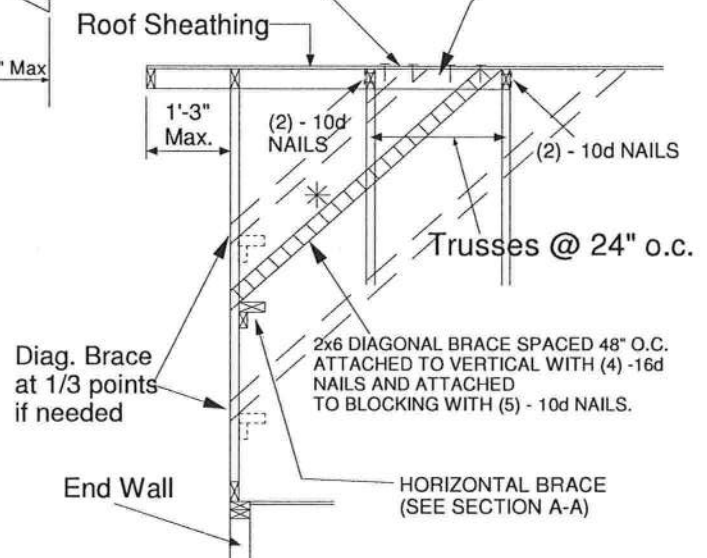 Roof Sheathing
" Max
1'-3"
Max.
(2) - 10d
NAILS
(2) - 10d NAILS
Trusses @ 24" o.c.
2x6 DIAGONAL BRACE SPACED 48" O.C.
ATTACHED TO VERTICAL WITH (4) -16d
NAILS AND ATTACHED
TO BLOCKING WITH (5) - 10d NAILS.
Diag. Brace
at 1/3 points
if needed
HORIZONTAL BRACE
(SEE SECTION A-A)
End Wall